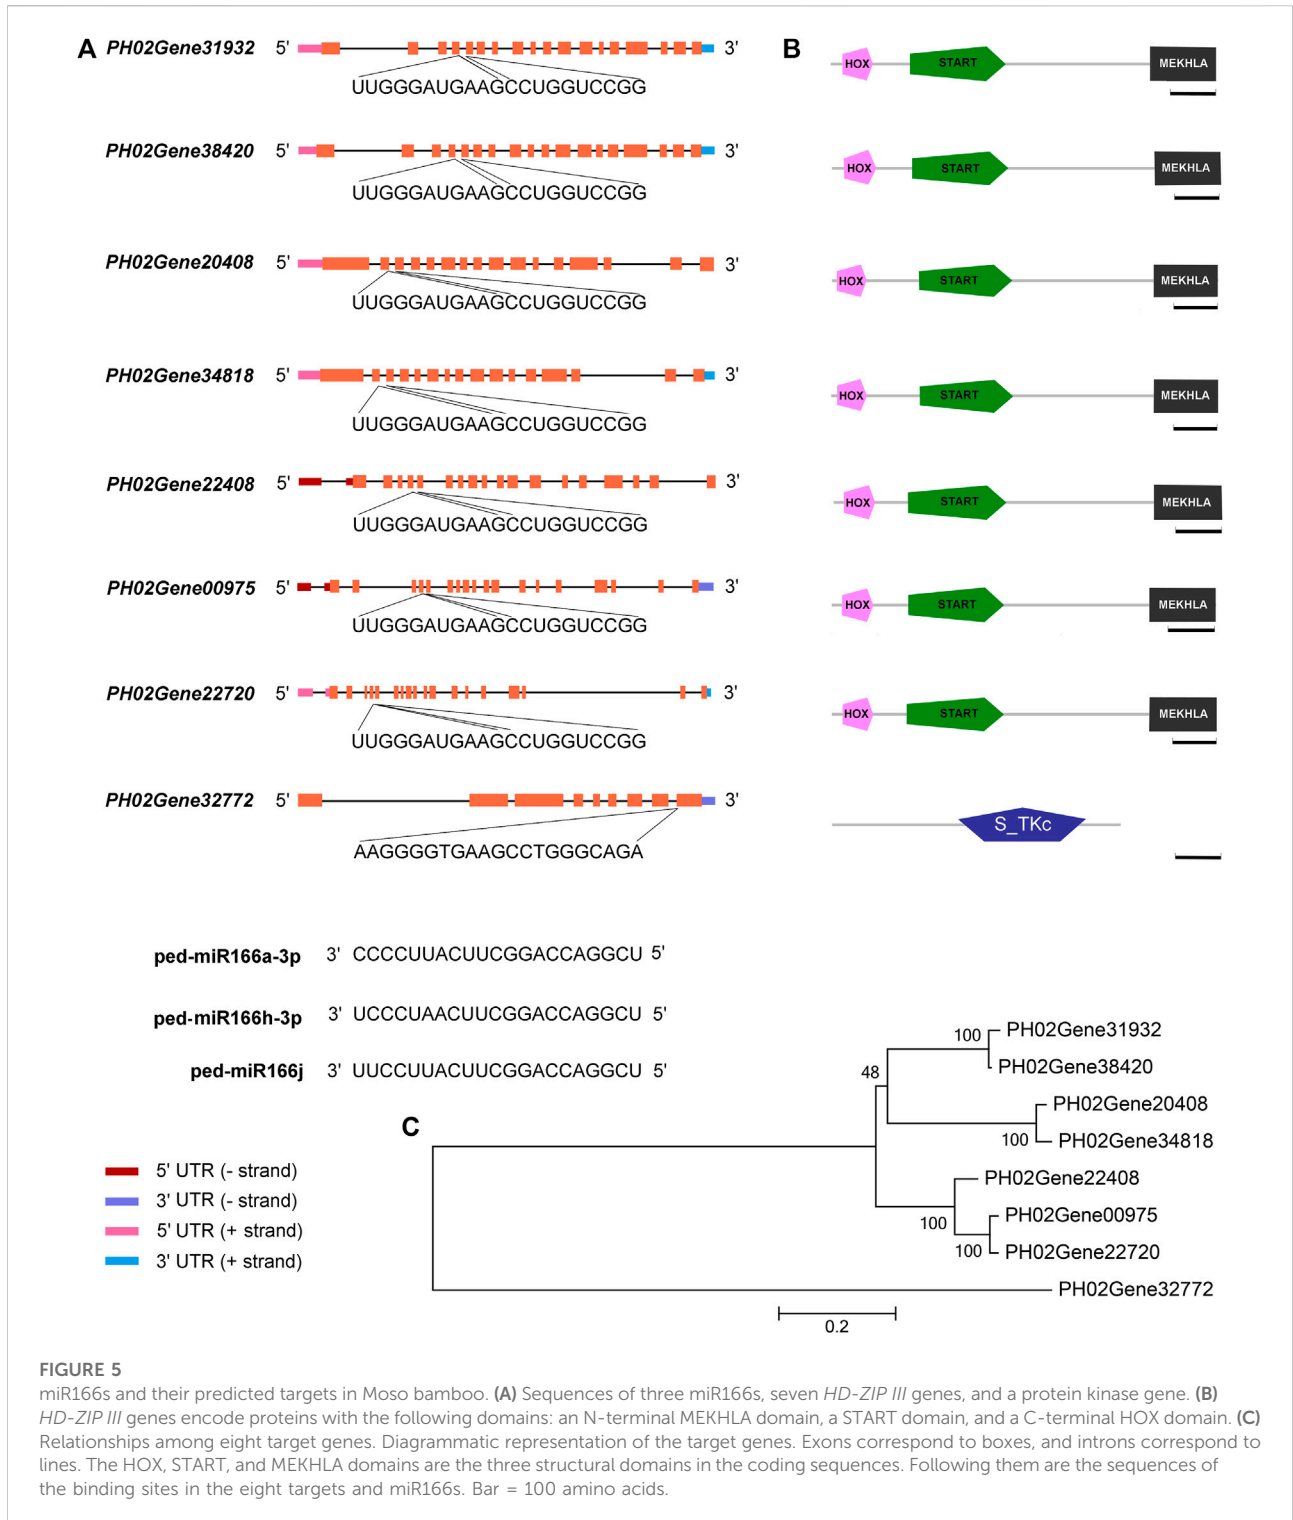 A
B
PH02Gene31932 5' 3'
UUGGGAUGAAGCCUGGUCCGG
HOX START MEKHLA
PH02Gene38420 5' 3'
UUGGGAUGAAGCCUGGUCCGG
HOX START MEKHLA
PH02Gene20408 5' 3'
UUGGGAUGAAGCCUGGUCCGG
HOX START MEKHLA
PH02Gene34818 5' 3'
UUGGGAUGAAGCCUGGUCCGG
HOX START MEKHLA
PH02Gene22408 5' 3'
UUGGGAUGAAGCCUGGUCCGG
HOX START MEKHLA
PH02Gene00975 5' 3'
UUGGGAUGAAGCCUGGUCCGG
HOX START MEKHLA
PH02Gene22720 5' 3'
UUGGGAUGAAGCCUGGUCCGG
HOX START MEKHLA
PH02Gene32772 5' 3'
AAGGGGTGAAGCCTGGGCAGA
S_TKc
ped-miR166a-3p 3' CCCCUUACUUCGGACCAGGCU 5'
ped-miR166h-3p 3' UCCCUAACUUCGGACCAGGCU 5'
ped-miR166j 3' UUCCUUACUUCGGACCAGGCU 5'
5' UTR (- strand)
3' UTR (- strand)
5' UTR (+ strand)
3' UTR (+ strand)
C
100
48
100
100
100
PH02Gene31932
PH02Gene38420
PH02Gene20408
PH02Gene34818
PH02Gene22408
PH02Gene00975
PH02Gene22720
PH02Gene32772
0.2
FIGURE 5
miR166s and their predicted targets in Moso bamboo. (A) Sequences of three miR166s, seven HD-ZIP III genes, and a protein kinase gene. (B)
HD-ZIP III genes encode proteins with the following domains: an N-terminal MEKHLA domain, a START domain, and a C-terminal HOX domain. (C)
Relationships among eight target genes. Diagrammatic representation of the target genes. Exons correspond to boxes, and introns correspond to
lines. The HOX, START, and MEKHLA domains are the three structural domains in the coding sequences. Following them are the sequences of
the binding sites in the eight targets and miR166s. Bar = 100 amino acids.